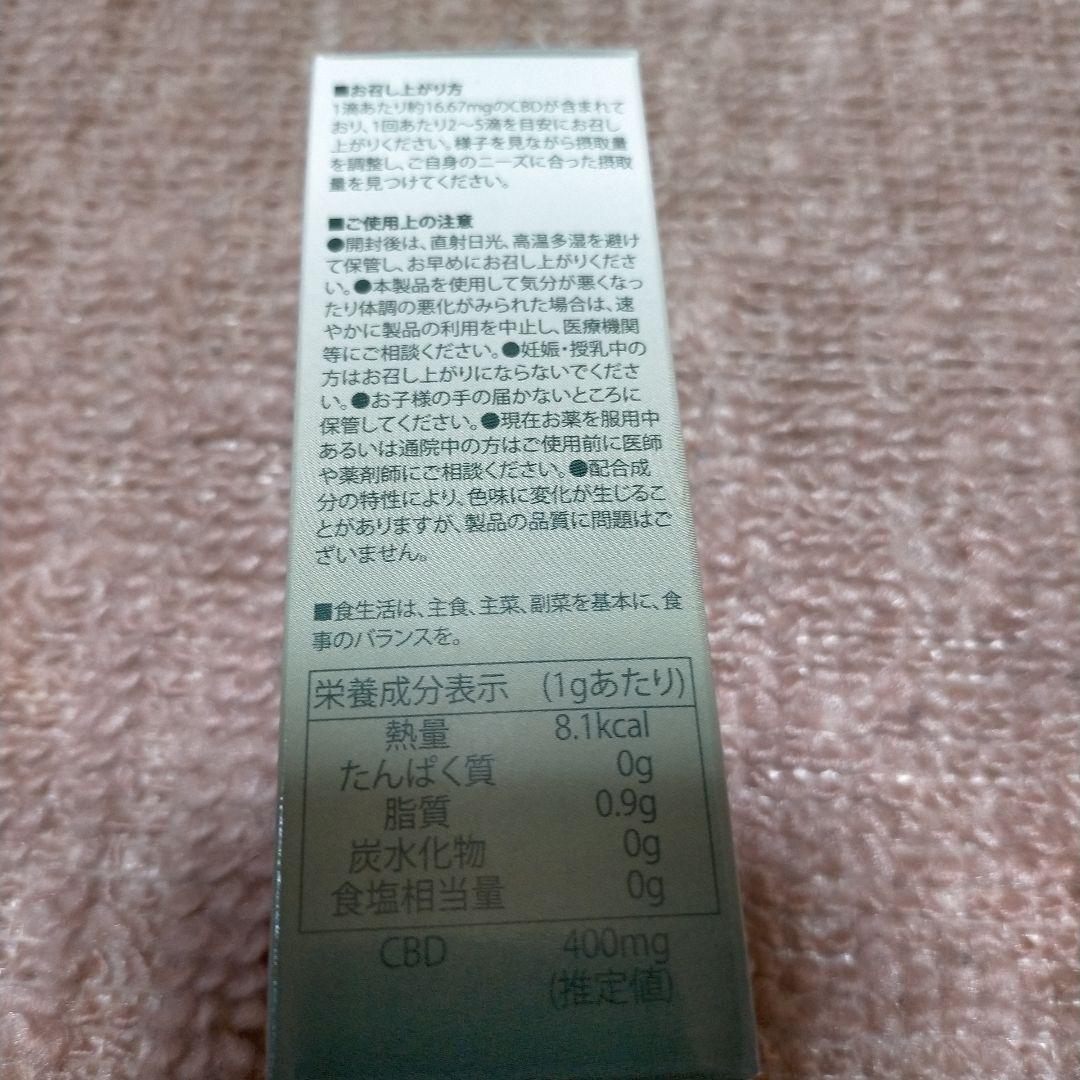 ■お召し上がり方
1滴あたり約16.67mgのCBDが含まれて
おり、1回あたり2〜5滴を目安にお召し
上がりください。様子を見ながら摂取量
を調整し、ご自身のニーズに合った摂取
量を見つけてください。
■ご使用上の注意
●開封後は、直射日光、高温多湿を避け
て保管し、お早めにお召し上がりくださ
い。●本製品を使用して気分が悪くなっ
たり体調の悪化がみられた場合は、速
やかに製品の利用を中止し、医療機関
等にご相談ください。●妊娠・授乳中の
方はお召し上がりにならないでくださ
い。●お子様の手の届かないところに
保管してください。●現在お薬を服用中
あるいは通院中の方はご使用前に医師
や薬剤師にご相談ください。●配合成
分の特性により、色味に変化が生じるこ
とがありますが、製品の品質に問題はご
ざいません。
■食生活は、主食、主菜、副菜を基本に、食
事のバランスを。
栄養成分表示 (1gあたり)
熱量 8.1kcal
たんぱく質 0g
脂質 0.9g
炭水化物 0g
食塩相当量 0g
CBD 400mg
(推定値)